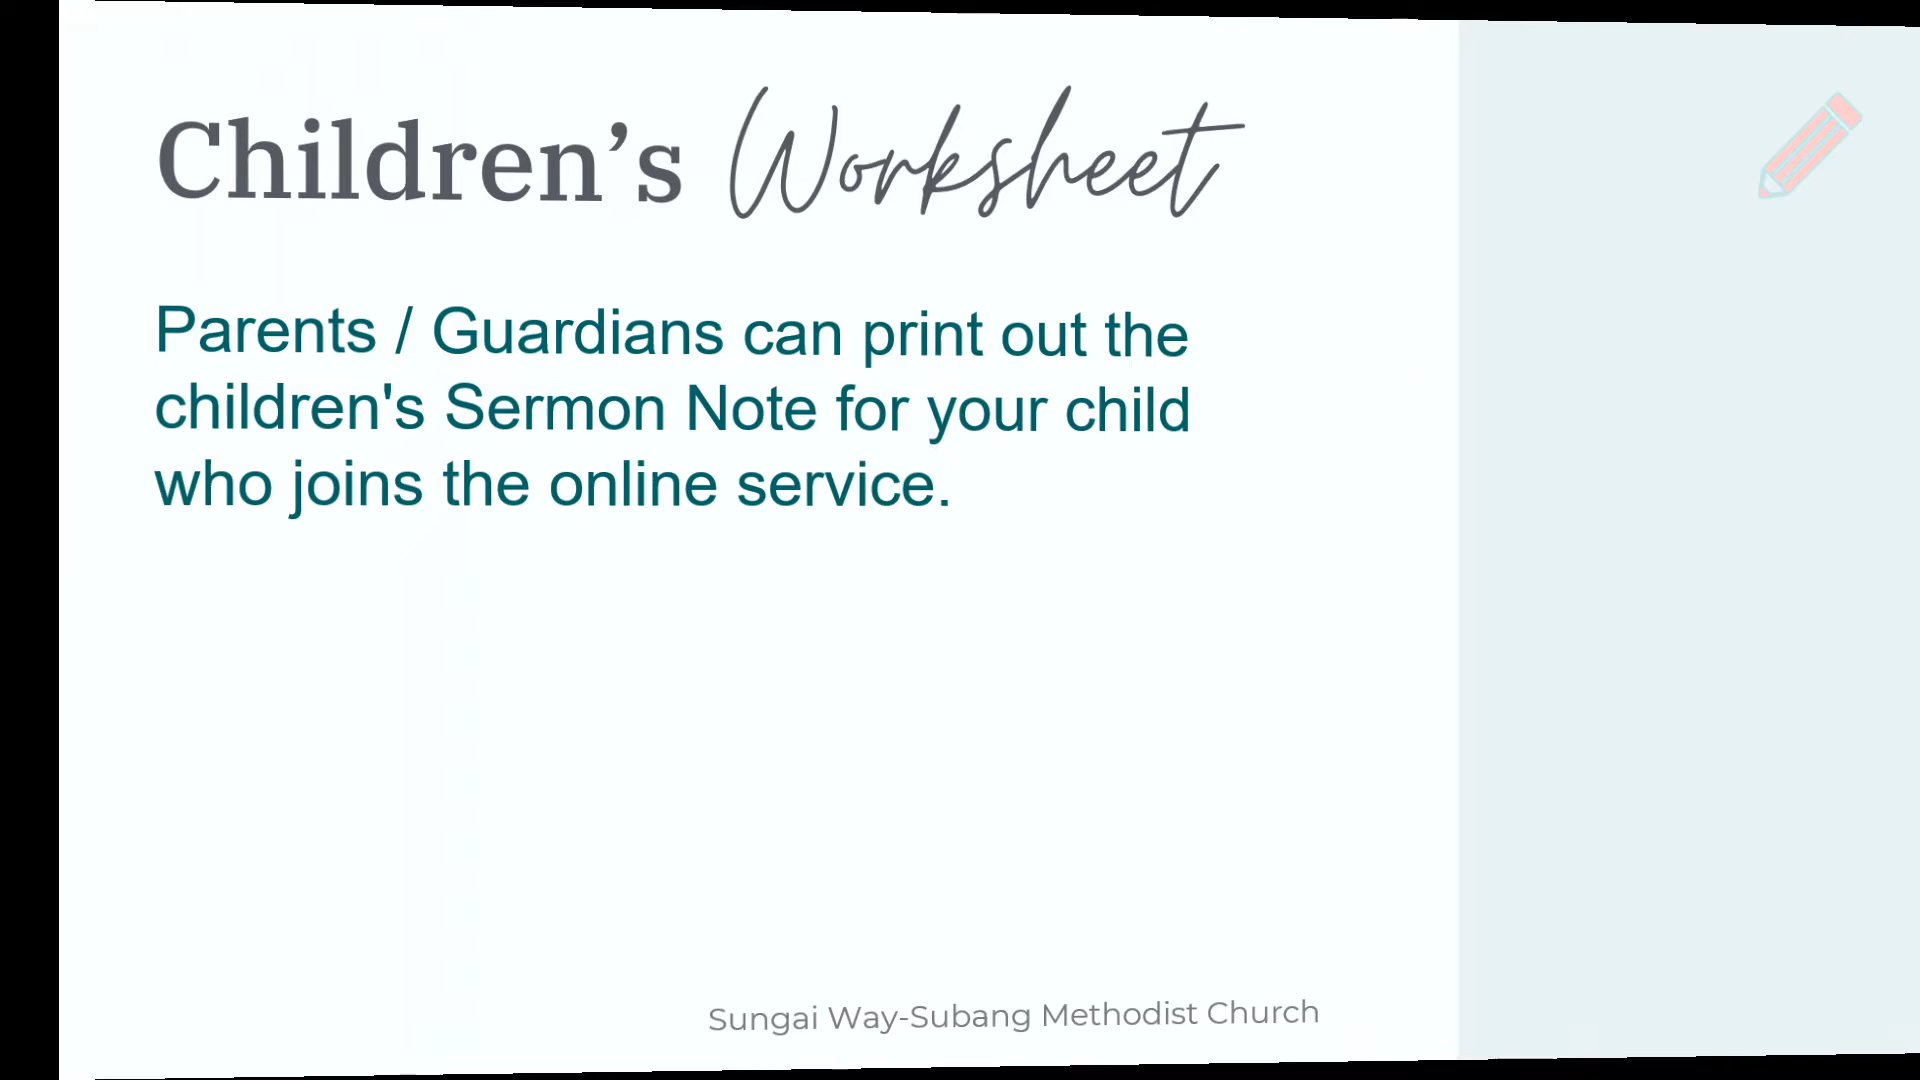 Children’s Worksheet
Parents / Guardians can print out the
children's Sermon Note for your child
who joins the online service.
Sungai Way-Subang Methodist Church